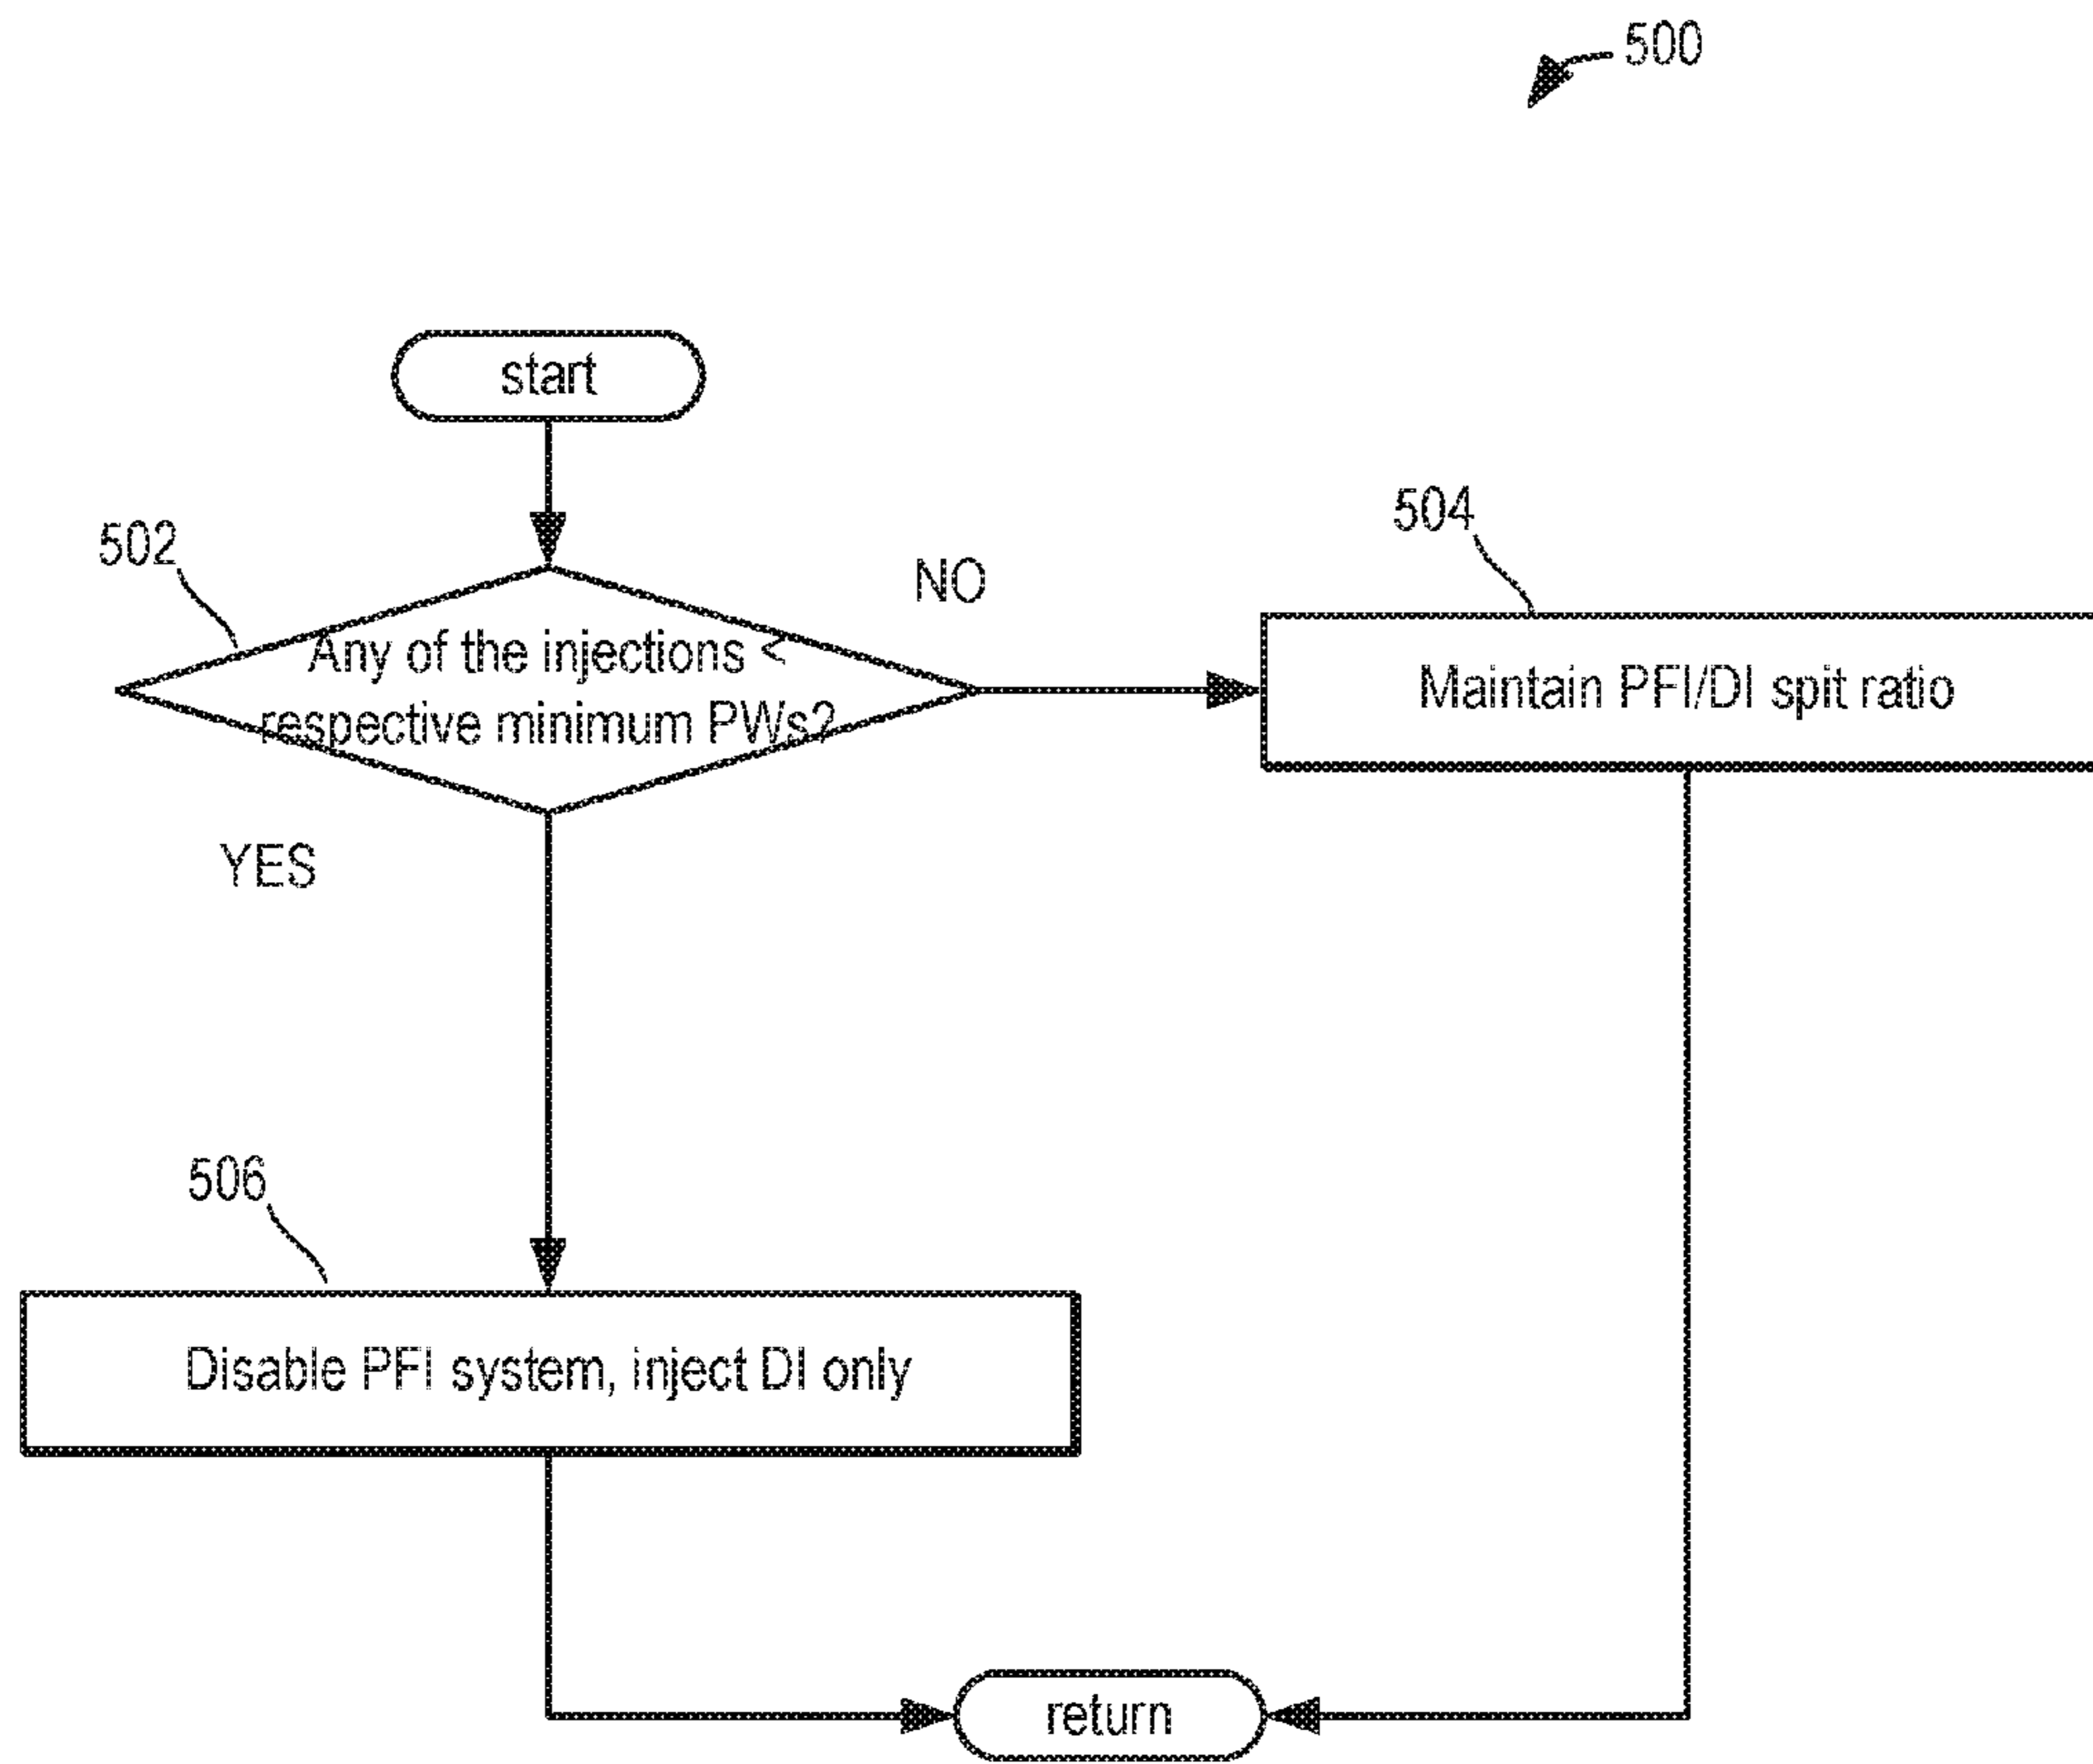 500
start
502
NO
504
Any of the injections <
respective minimum PWs?
Maintain PFI/DI spit ratio
YES
506
Disable PFI system, inject DI only
return